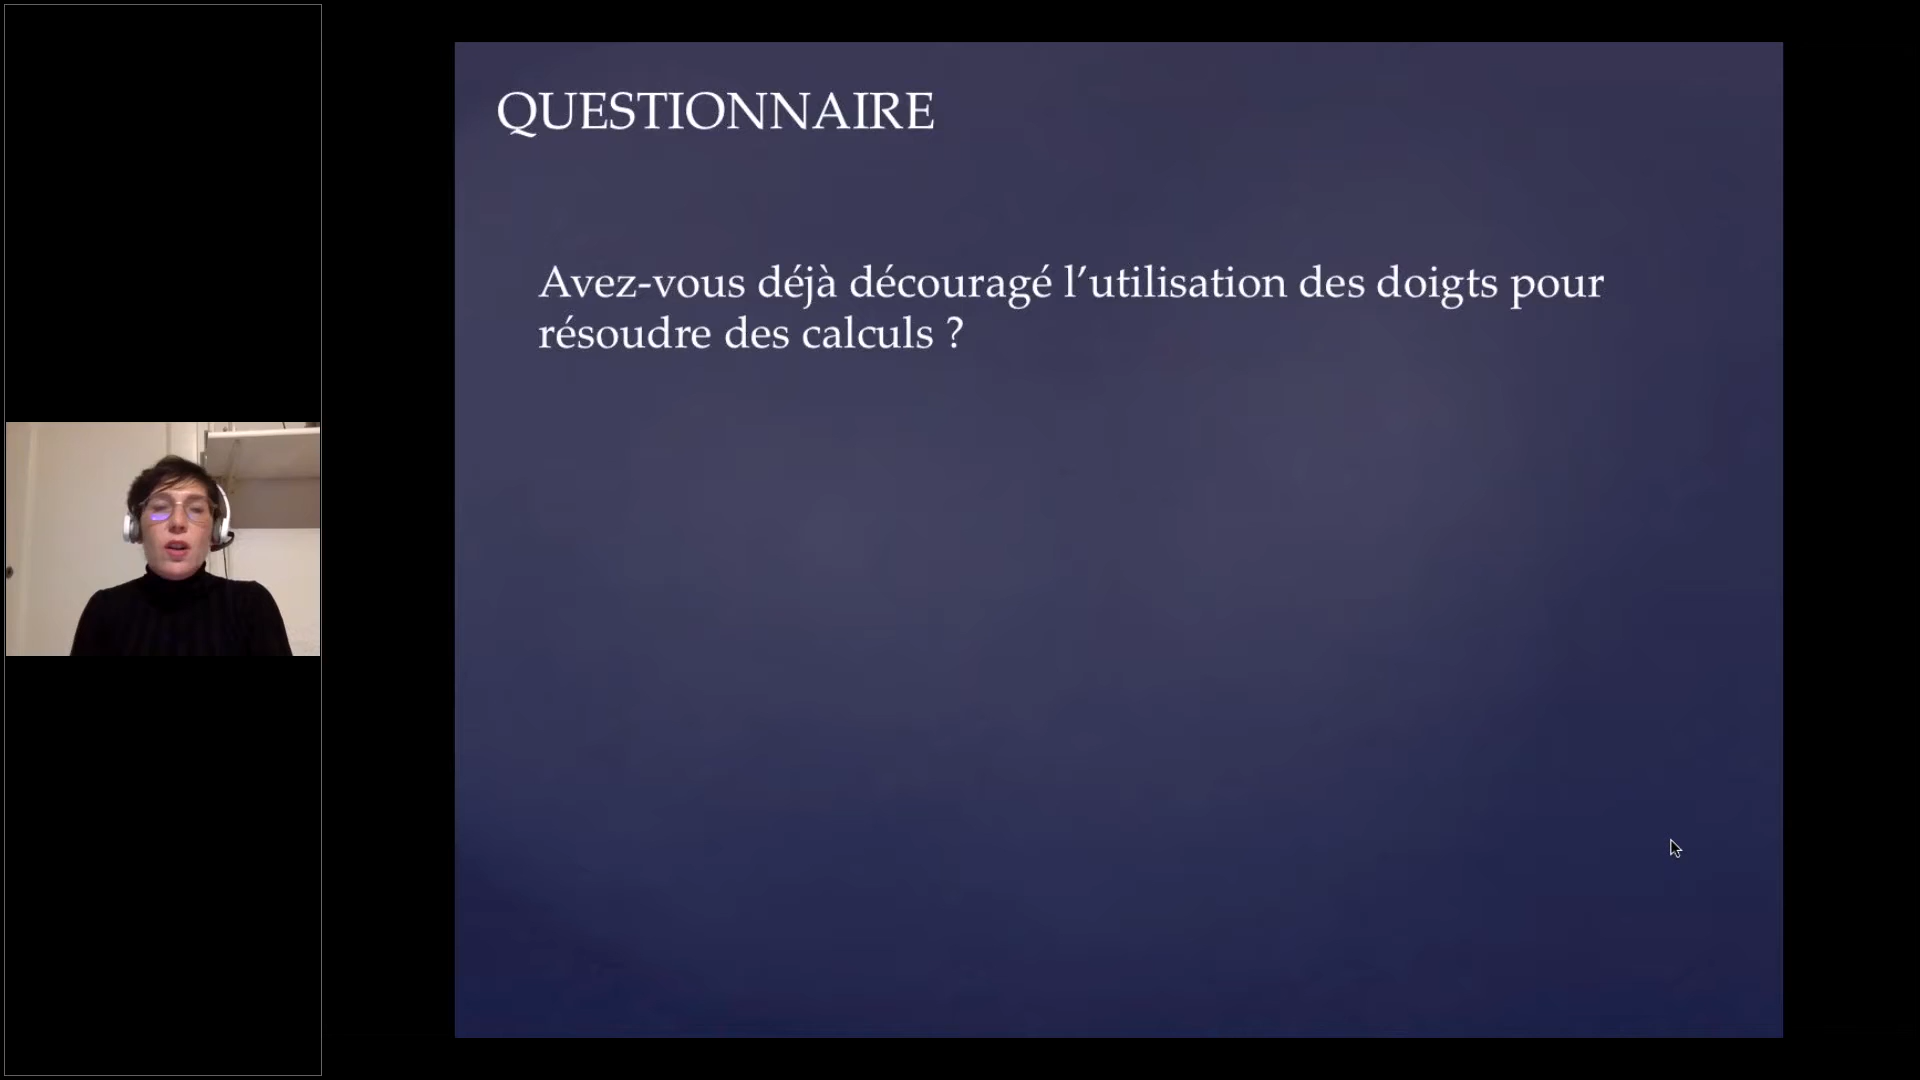 QUESTIONNAIRE
Avez-vous déjà découragé l’utilisation des doigts pour
résoudre des calculs ?